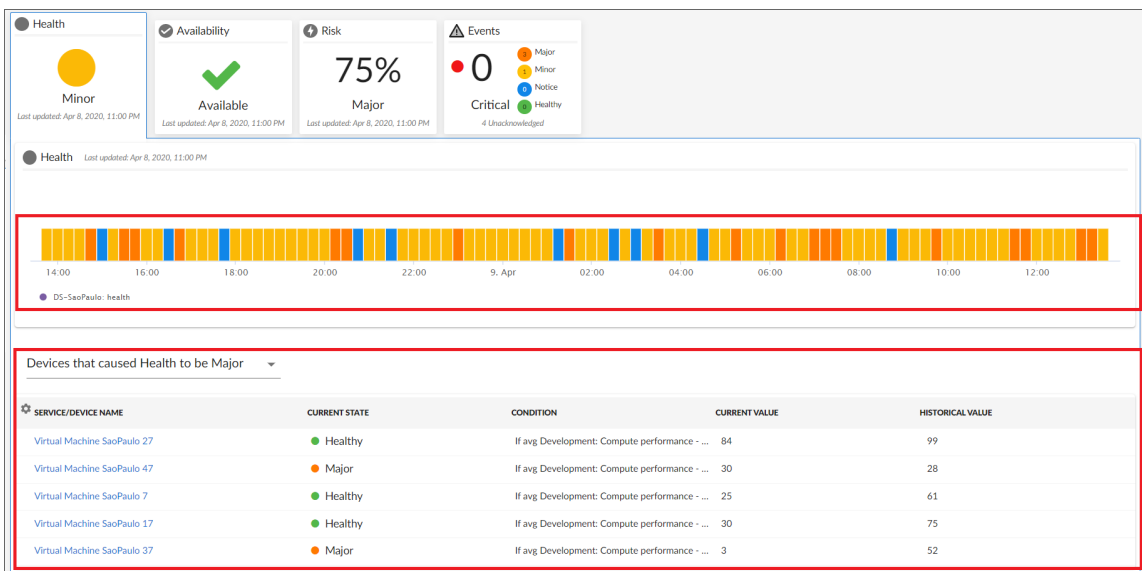 Health
Minor
Last updated: Apr 8, 2020, 11:00 PM
Availability
Available
Last updated: Apr 8, 2020, 11:00 PM
Risk
75%
Major
Last updated: Apr 8, 2020, 11:00 PM
Events
0
Critical
3 Major
1 Minor
0 Notice
0 Healthy
4 Unacknowledged
Health Last updated: Apr 8, 2020, 11:00 PM
14:00 16:00 18:00 20:00 22:00 9. Apr 02:00 04:00 06:00 08:00 10:00 12:00
DS-SaoPaulo: health
Devices that caused Health to be Major
SERVICE/DEVICE NAME CURRENT STATE CONDITION CURRENT VALUE HISTORICAL VALUE
Virtual Machine SaoPaulo 27 Healthy If avg Development: Compute performance - ... 84 99
Virtual Machine SaoPaulo 47 Major If avg Development: Compute performance - ... 30 28
Virtual Machine SaoPaulo 7 Healthy If avg Development: Compute performance - ... 25 61
Virtual Machine SaoPaulo 17 Healthy If avg Development: Compute performance - ... 30 75
Virtual Machine SaoPaulo 37 Major If avg Development: Compute performance - ... 3 52